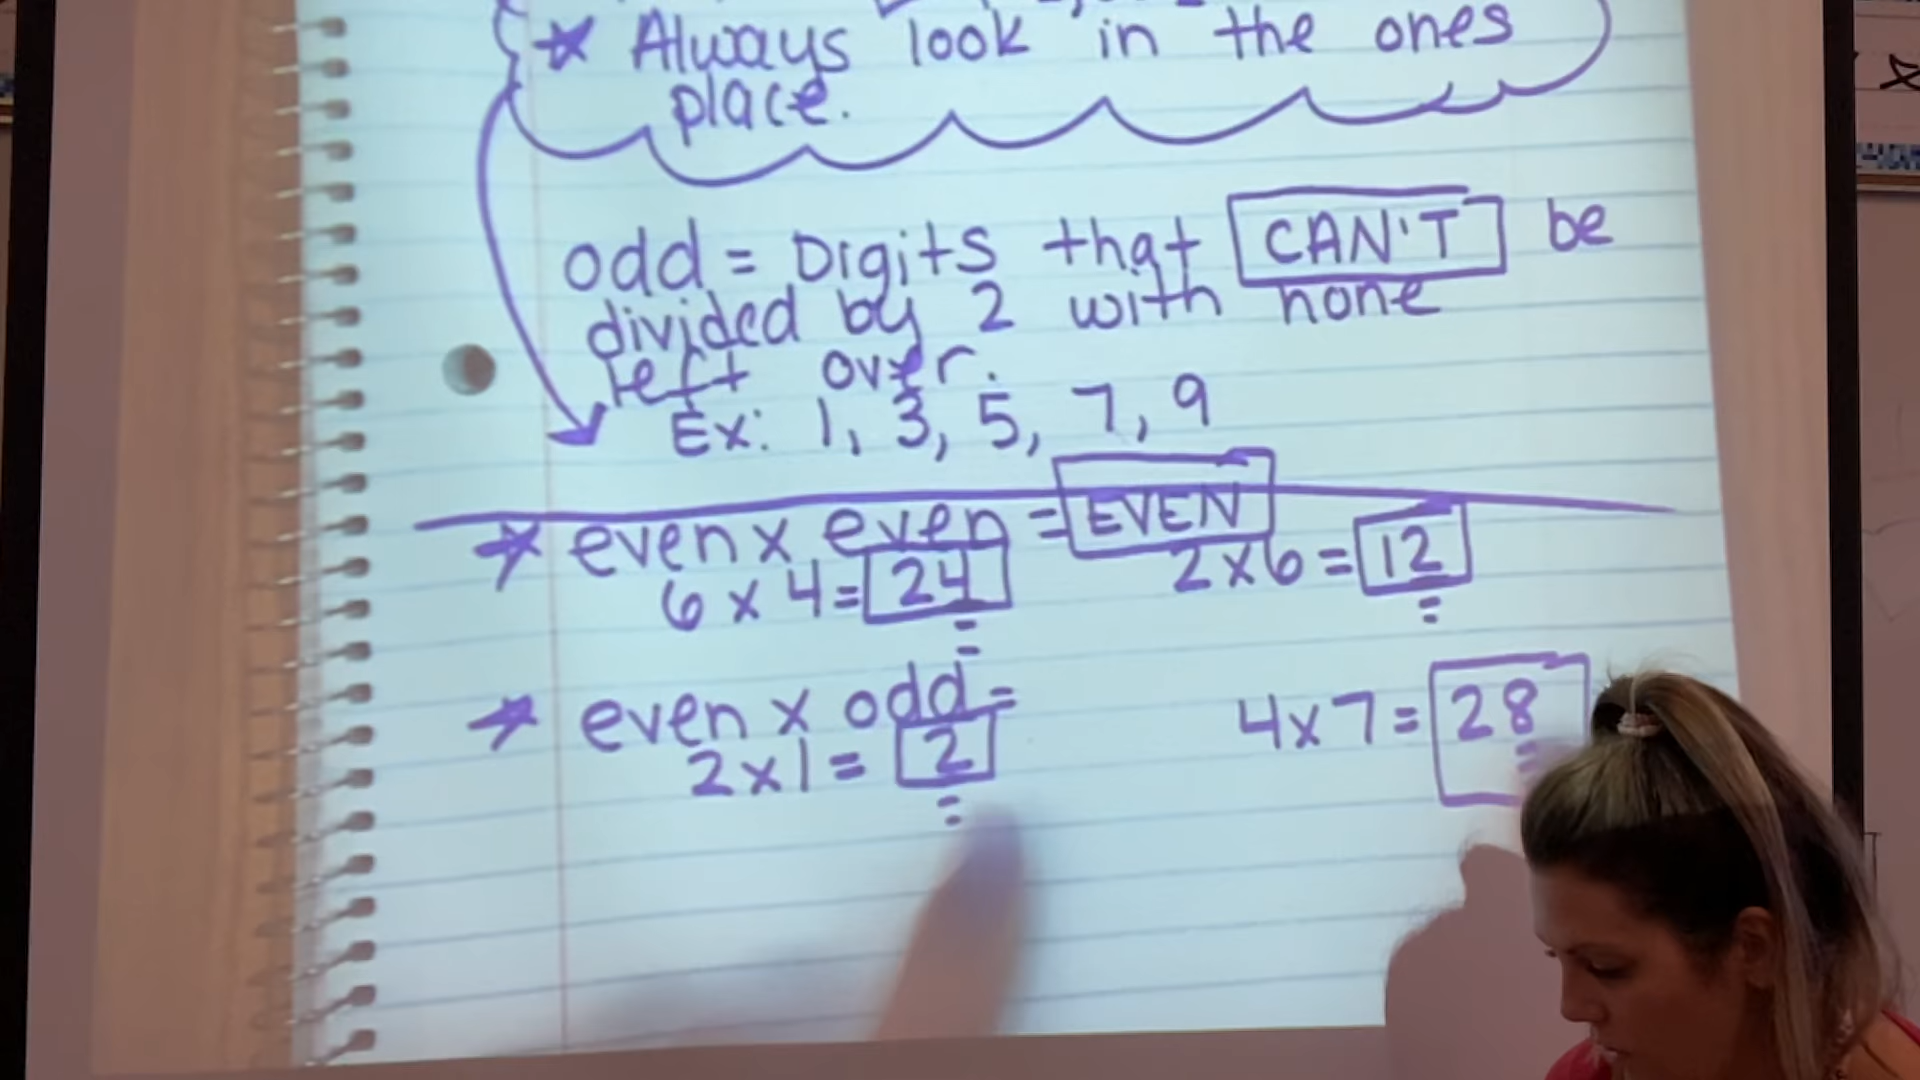 * Always look in the ones
place.
odd = Digits that CAN'T be
divided by 2 with none
left over.
Ex: 1, 3, 5, 7, 9
* even x even = EVEN
6 x 4 = 24 2 x 6 = 12
* even x odd =
2 x 1 = 2 4 x 7 = 28